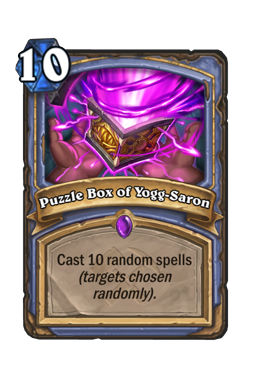 10
Puzzle Box of Yogg-Saron
Cast 10 random spells
(targets chosen
randomly).